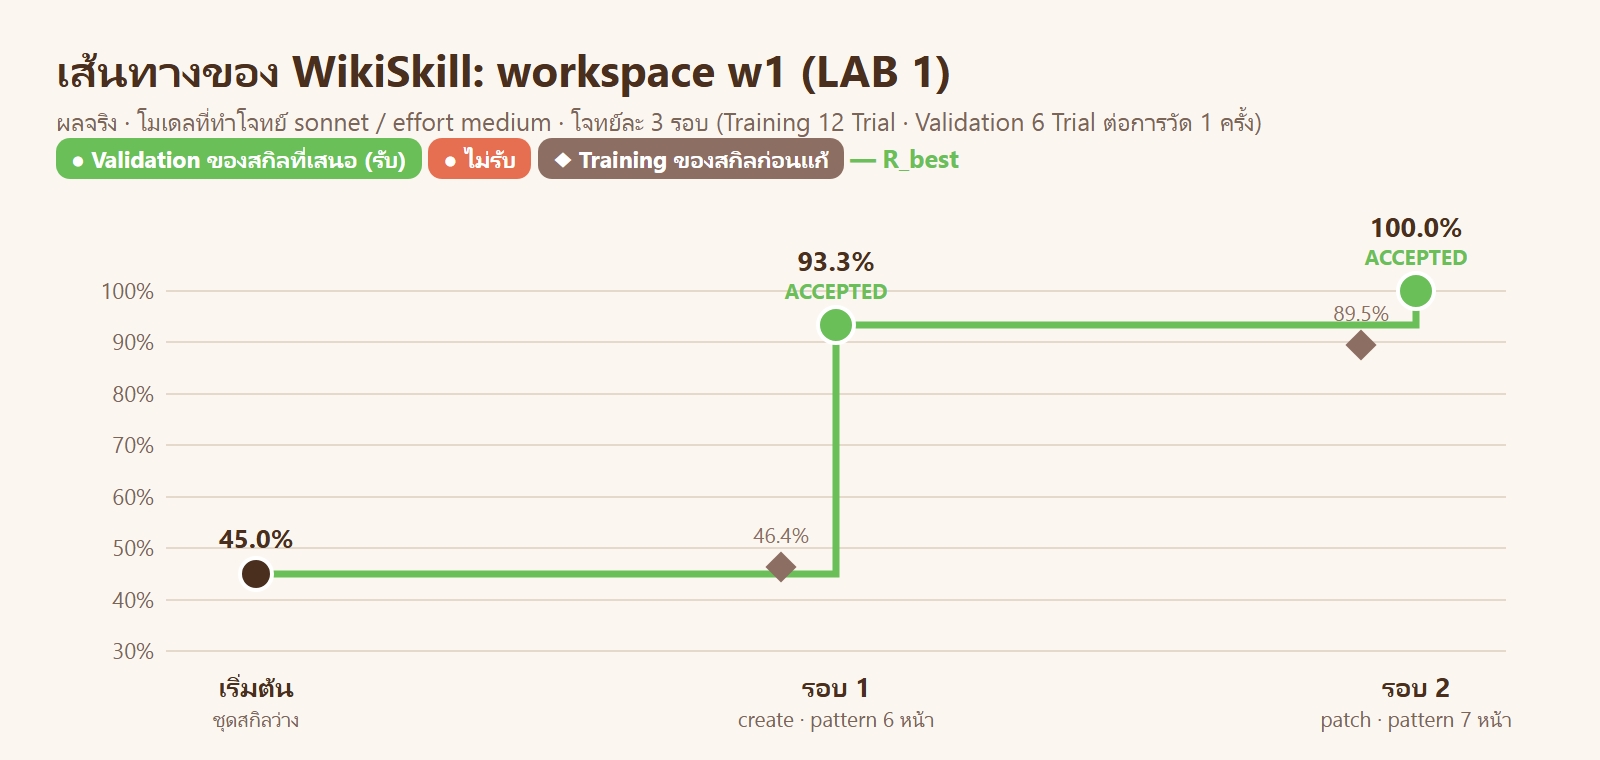 เส้นทางของ WikiSkill: workspace w1 (LAB 1)
ผลจริง · โมเดลที่ทำโจทย์ sonnet / effort medium · โจทย์ละ 3 รอบ (Training 12 Trial · Validation 6 Trial ต่อการวัด 1 ครั้ง)
● Validation ของสกิลที่เสนอ (รับ) ● ไม่รับ ◆ Training ของสกิลก่อนแก้ — R_best
100.0%
ACCEPTED
93.3%
ACCEPTED
100%
89.5%
90%
80%
70%
60%
45.0%
46.4%
50%
40%
30%
เริ่มต้น
ชุดสกิลว่าง
รอบ 1
create · pattern 6 หน้า
รอบ 2
patch · pattern 7 หน้า